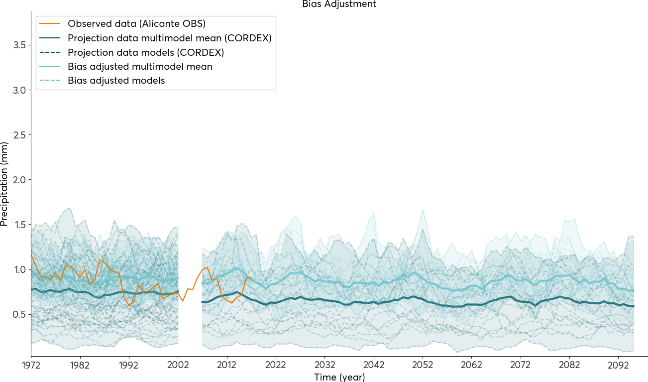 Bias Adjustment
Observed data (Alicante OBS)
Projection data multimodel mean (CORDEX)
Projection data models (CORDEX)
Bias adjusted multimodel mean
Bias adjusted models
Precipitation (mm)
3.5
3.0
2.5
2.0
1.5
1.0
0.5
1972 1982 1992 2002 2012 2022 2032 2042 2052 2062 2072 2082 2092
Time (year)